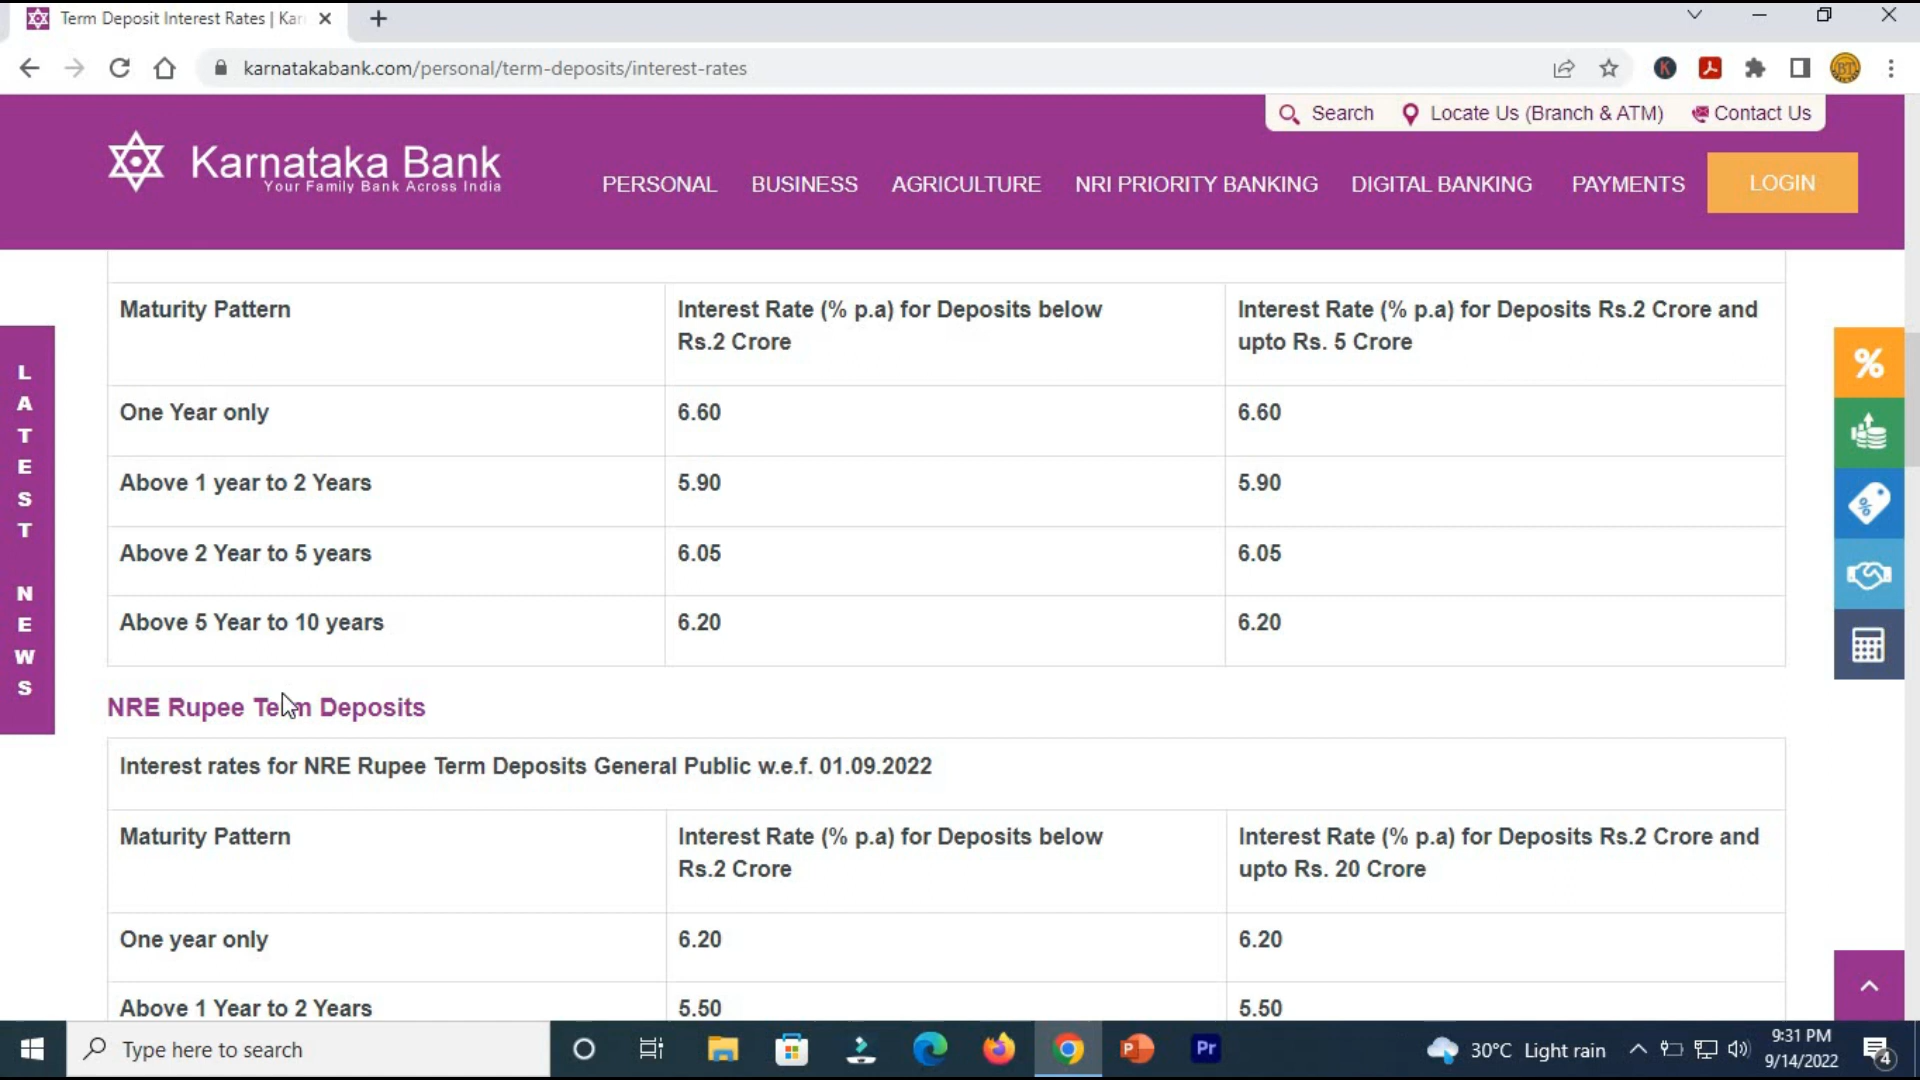 Term Deposit Interest Rates | Kar
karnatakabank.com/personal/term-deposits/interest-rates
Search
Locate Us (Branch & ATM)
Contact Us
Karnataka Bank
Your Family Bank Across India
PERSONAL
BUSINESS
AGRICULTURE
NRI PRIORITY BANKING
DIGITAL BANKING
PAYMENTS
LOGIN
LATEST NEWS
Maturity Pattern
Interest Rate (% p.a) for Deposits below
Rs.2 Crore
Interest Rate (% p.a) for Deposits Rs.2 Crore and
upto Rs. 5 Crore
One Year only 6.60 6.60
Above 1 year to 2 Years 5.90 5.90
Above 2 Year to 5 years 6.05 6.05
Above 5 Year to 10 years 6.20 6.20
NRE Rupee Term Deposits
Interest rates for NRE Rupee Term Deposits General Public w.e.f. 01.09.2022
Maturity Pattern
Interest Rate (% p.a) for Deposits below
Rs.2 Crore
Interest Rate (% p.a) for Deposits Rs.2 Crore and
upto Rs. 20 Crore
One year only 6.20 6.20
Above 1 Year to 2 Years 5.50 5.50
Type here to search
30°C Light rain
9:31 PM
9/14/2022
4